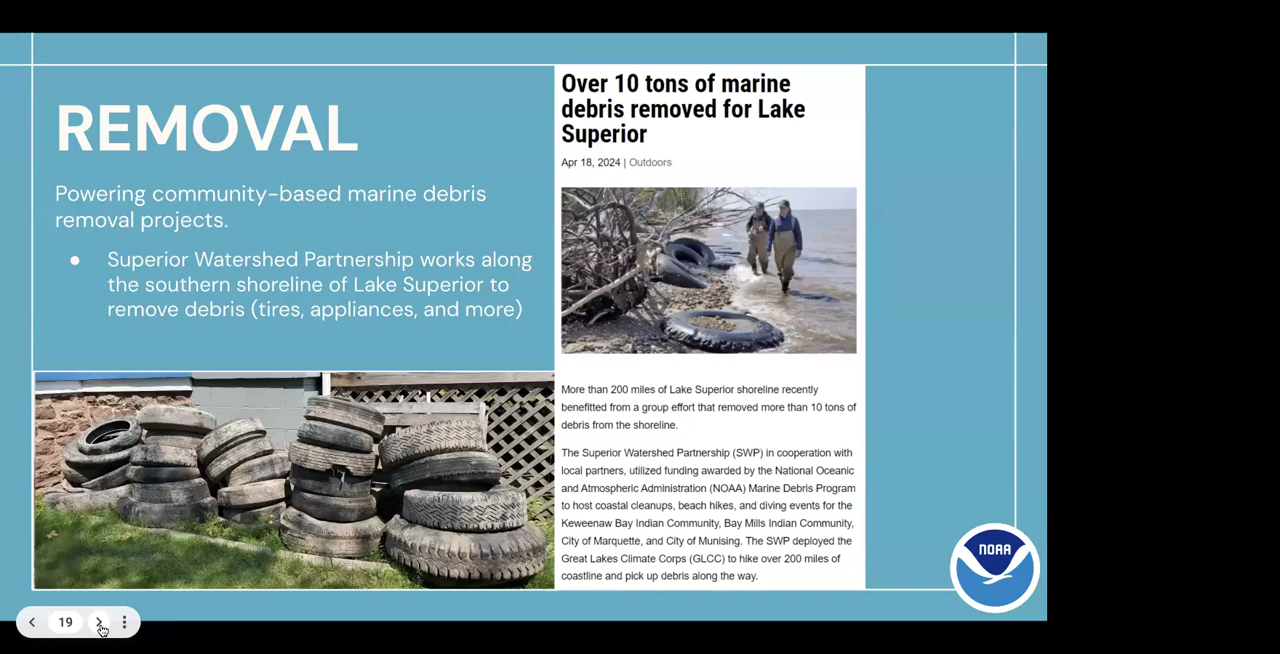 REMOVAL
Powering community-based marine debris
removal projects.
● Superior Watershed Partnership works along
the southern shoreline of Lake Superior to
remove debris (tires, appliances, and more)
Over 10 tons of marine
debris removed for Lake
Superior
Apr 18, 2024 | Outdoors
More than 200 miles of Lake Superior shoreline recently
benefitted from a group effort that removed more than 10 tons of
debris from the shoreline.
The Superior Watershed Partnership (SWP) in cooperation with
local partners, utilized funding awarded by the National Oceanic
and Atmospheric Administration (NOAA) Marine Debris Program
to host coastal cleanups, beach hikes, and diving events for the
Keweenaw Bay Indian Community, Bay Mills Indian Community,
City of Marquette, and City of Munising. The SWP deployed the
Great Lakes Climate Corps (GLCC) to hike over 200 miles of
coastline and pick up debris along the way.
NOAA
19